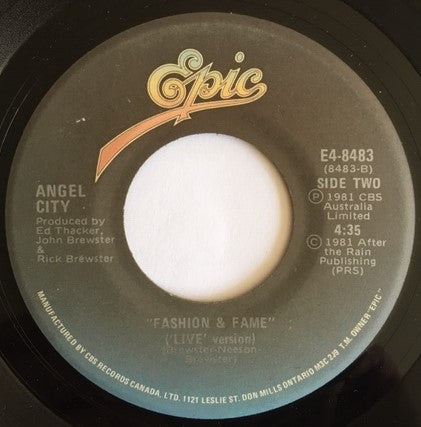 Epic
ANGEL
CITY
Produced by
Ed Thacker,
John Brewster
&
Rick Brewster
E4-8483
(8483-B)
SIDE TWO
Ⓟ 1981 CBS
Australia
Limited
4:35
© 1981 After
the Rain
Publishing
(PRS)
"FASHION & FAME"
('LIVE' version)
(Brewster-Neeson-
Brewster)
MANUFACTURED BY CBS RECORDS CANADA, LTD. 1121 LESLIE ST. DON MILLS ONTARIO M3C 2J9 T.M. OWNER "EPIC"